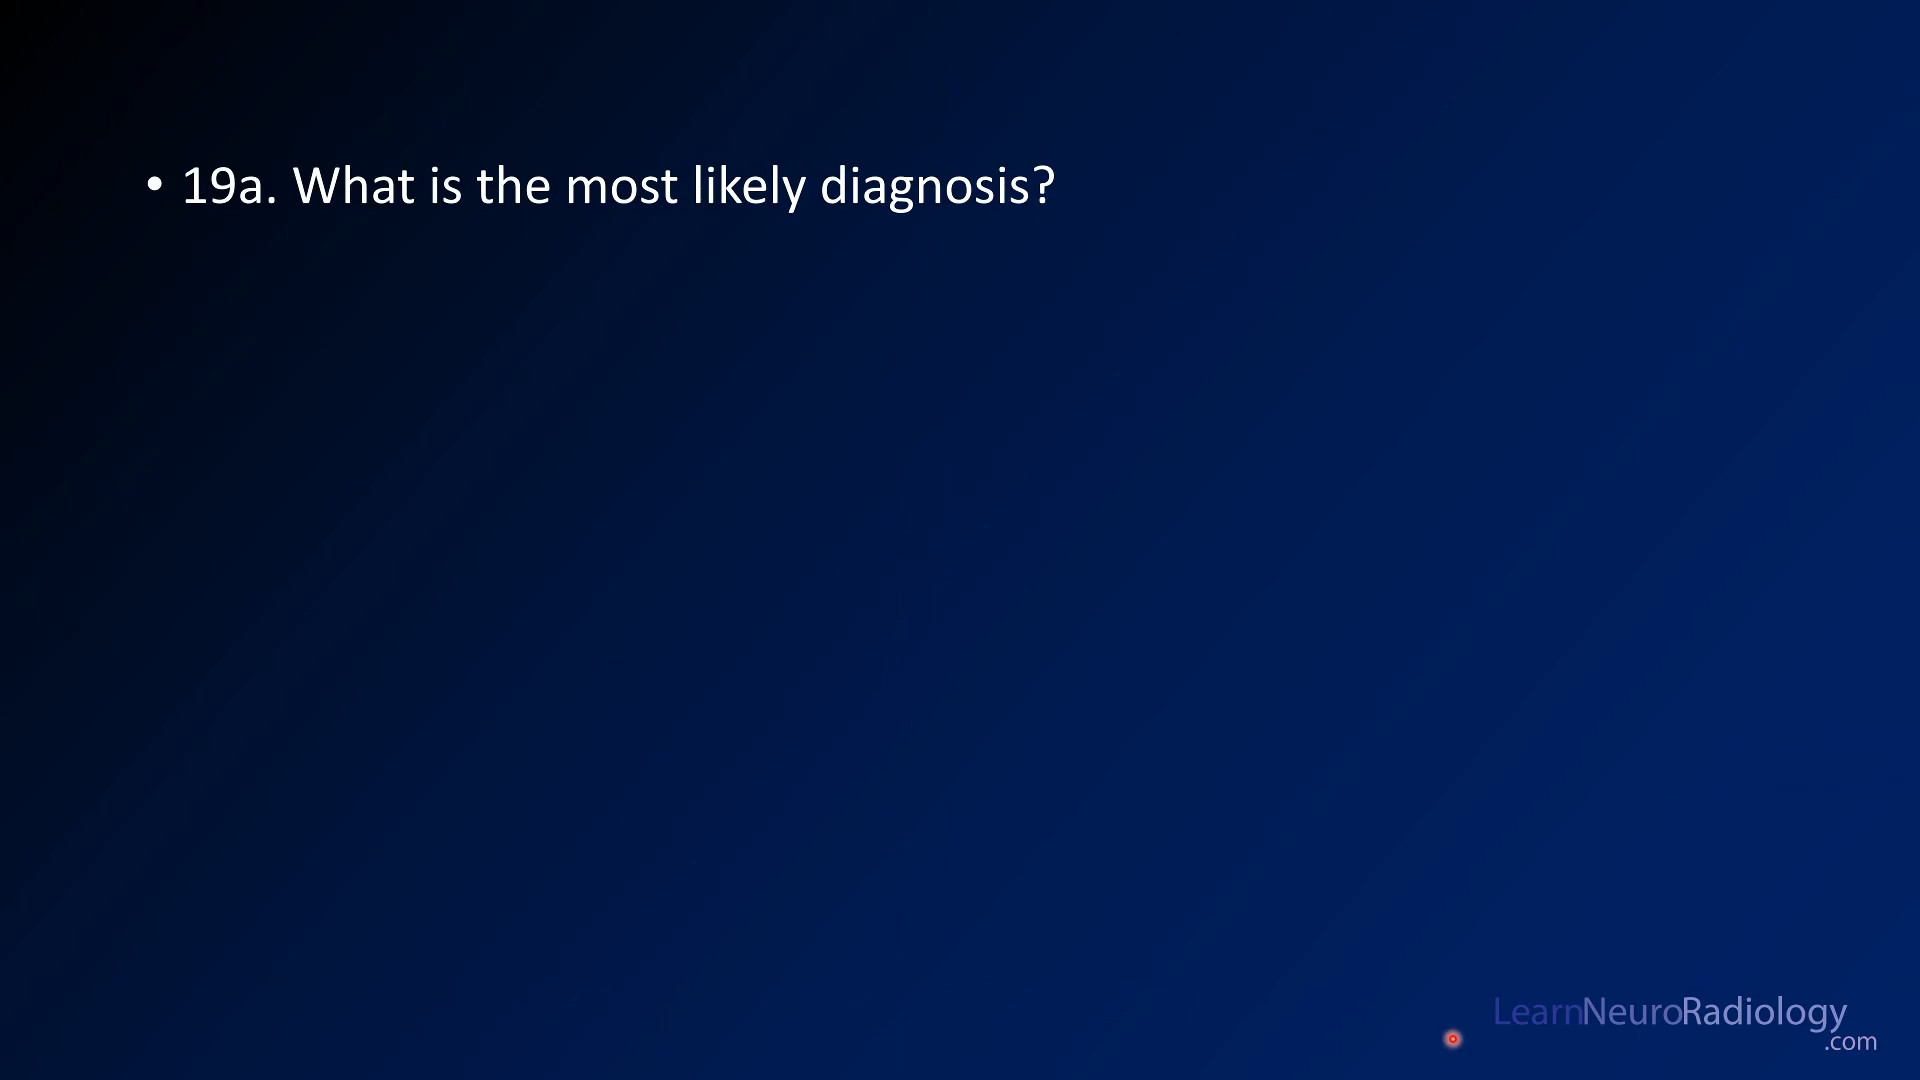 • 19a. What is the most likely diagnosis?
LearnNeuroRadiology
.com